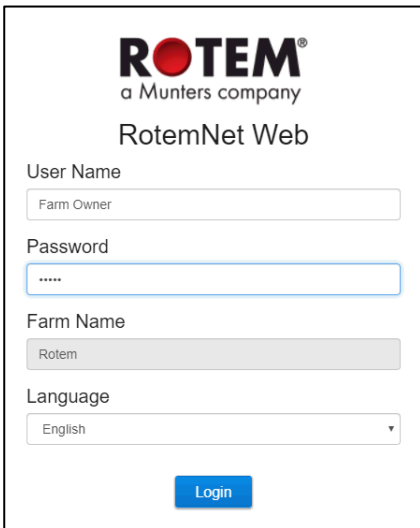 ROTEM®
a Munters company
RotemNet Web
User Name
Farm Owner
Password
•••••
Farm Name
Rotem
Language
English
Login